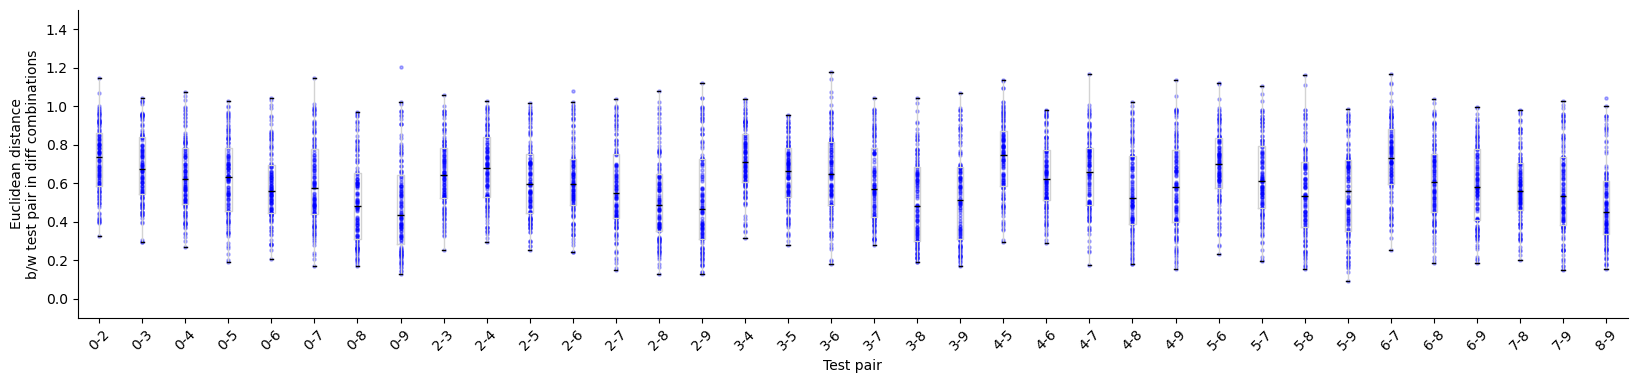 Euclidean distance
b/w test pair in diff combinations
1.4
1.2
1.0
0.8
0.6
0.4
0.2
0.0
0-2 0-3 0-4 0-5 0-6 0-7 0-8 0-9 2-3 2-4 2-5 2-6 2-7 2-8 2-9 3-4 3-5 3-6 3-7 3-8 3-9 4-5 4-6 4-7 4-8 4-9 5-6 5-7 5-8 5-9 6-7 6-8 6-9 7-8 7-9 8-9
Test pair